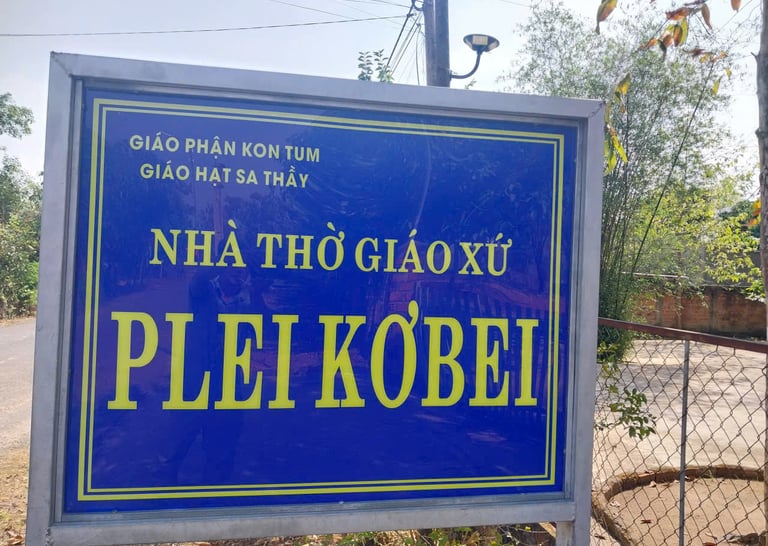 GIÁO PHẬN KON TUM
GIÁO HẠT SA THẦY
NHÀ THỜ GIÁO XỨ
PLEI KƠBEI